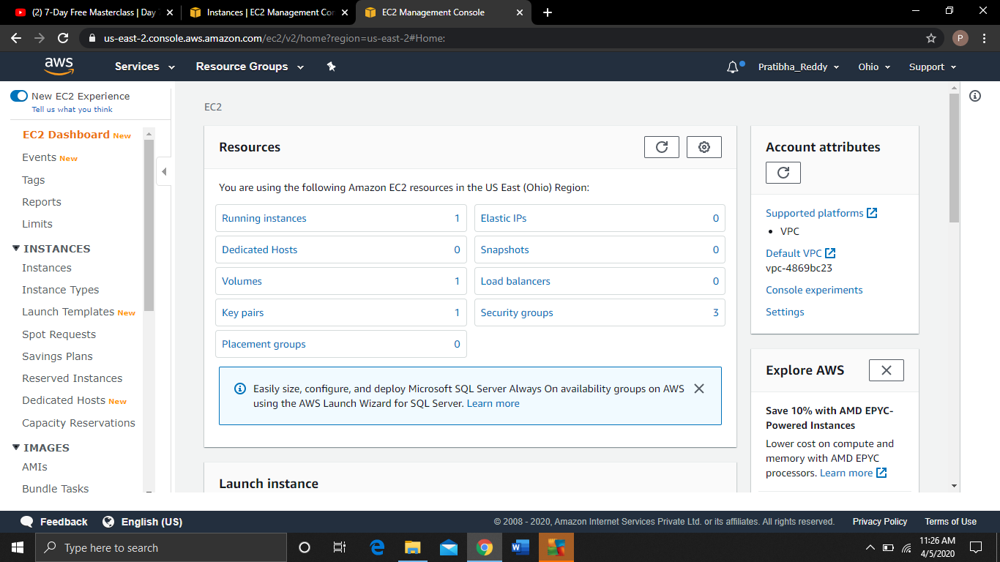 (2) 7-Day Free Masterclass | Day
Instances | EC2 Management Con
EC2 Management Console
us-east-2.console.aws.amazon.com/ec2/v2/home?region=us-east-2#Home:
P
aws
Services
Resource Groups
Pratibha_Reddy
Ohio
Support
New EC2 Experience
Tell us what you think
EC2 Dashboard New
Events New
Tags
Reports
Limits
INSTANCES
Instances
Instance Types
Launch Templates New
Spot Requests
Savings Plans
Reserved Instances
Dedicated Hosts New
Capacity Reservations
IMAGES
AMIs
Bundle Tasks
EC2
Resources
You are using the following Amazon EC2 resources in the US East (Ohio) Region:
Running instances 1
Elastic IPs 0
Dedicated Hosts 0
Snapshots 0
Volumes 1
Load balancers 0
Key pairs 1
Security groups 3
Placement groups 0
Easily size, configure, and deploy Microsoft SQL Server Always On availability groups on AWS
using the AWS Launch Wizard for SQL Server. Learn more
Launch instance
Account attributes
Supported platforms
• VPC
Default VPC
vpc-4869bc23
Console experiments
Settings
Explore AWS
Save 10% with AMD EPYC-
Powered Instances
Lower cost on compute and
memory with AMD EPYC
processors. Learn more
Feedback
English (US)
© 2008 - 2020, Amazon Internet Services Private Ltd. or its affiliates. All rights reserved.
Privacy Policy
Terms of Use
Type here to search
11:26 AM
4/5/2020